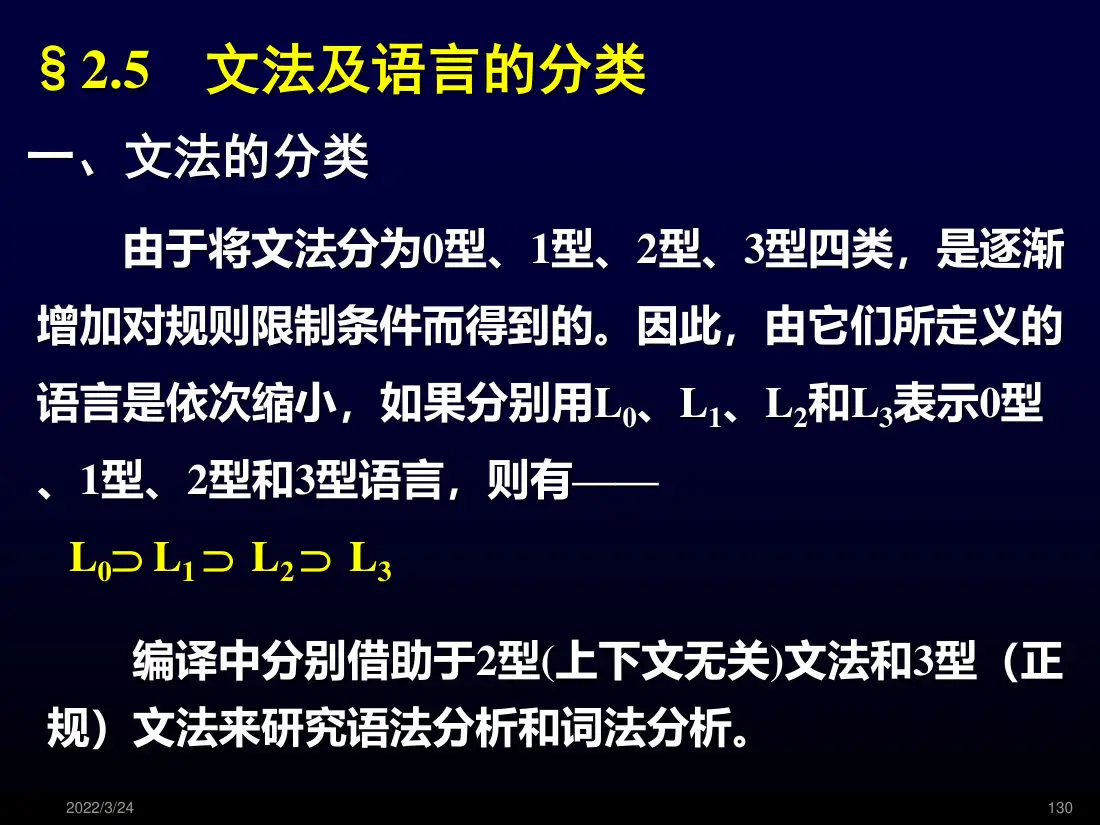 §2.5 文法及语言的分类
一、文法的分类
由于将文法分为0型、1型、2型、3型四类，是逐渐
增加对规则限制条件而得到的。因此，由它们所定义的
语言是依次缩小，如果分别用L₀、L₁、L₂和L₃表示0型
、1型、2型和3型语言，则有——
L₀⊃L₁⊃ L₂⊃ L₃
编译中分别借助于2型(上下文无关)文法和3型（正
规）文法来研究语法分析和词法分析。
2022/3/24
130